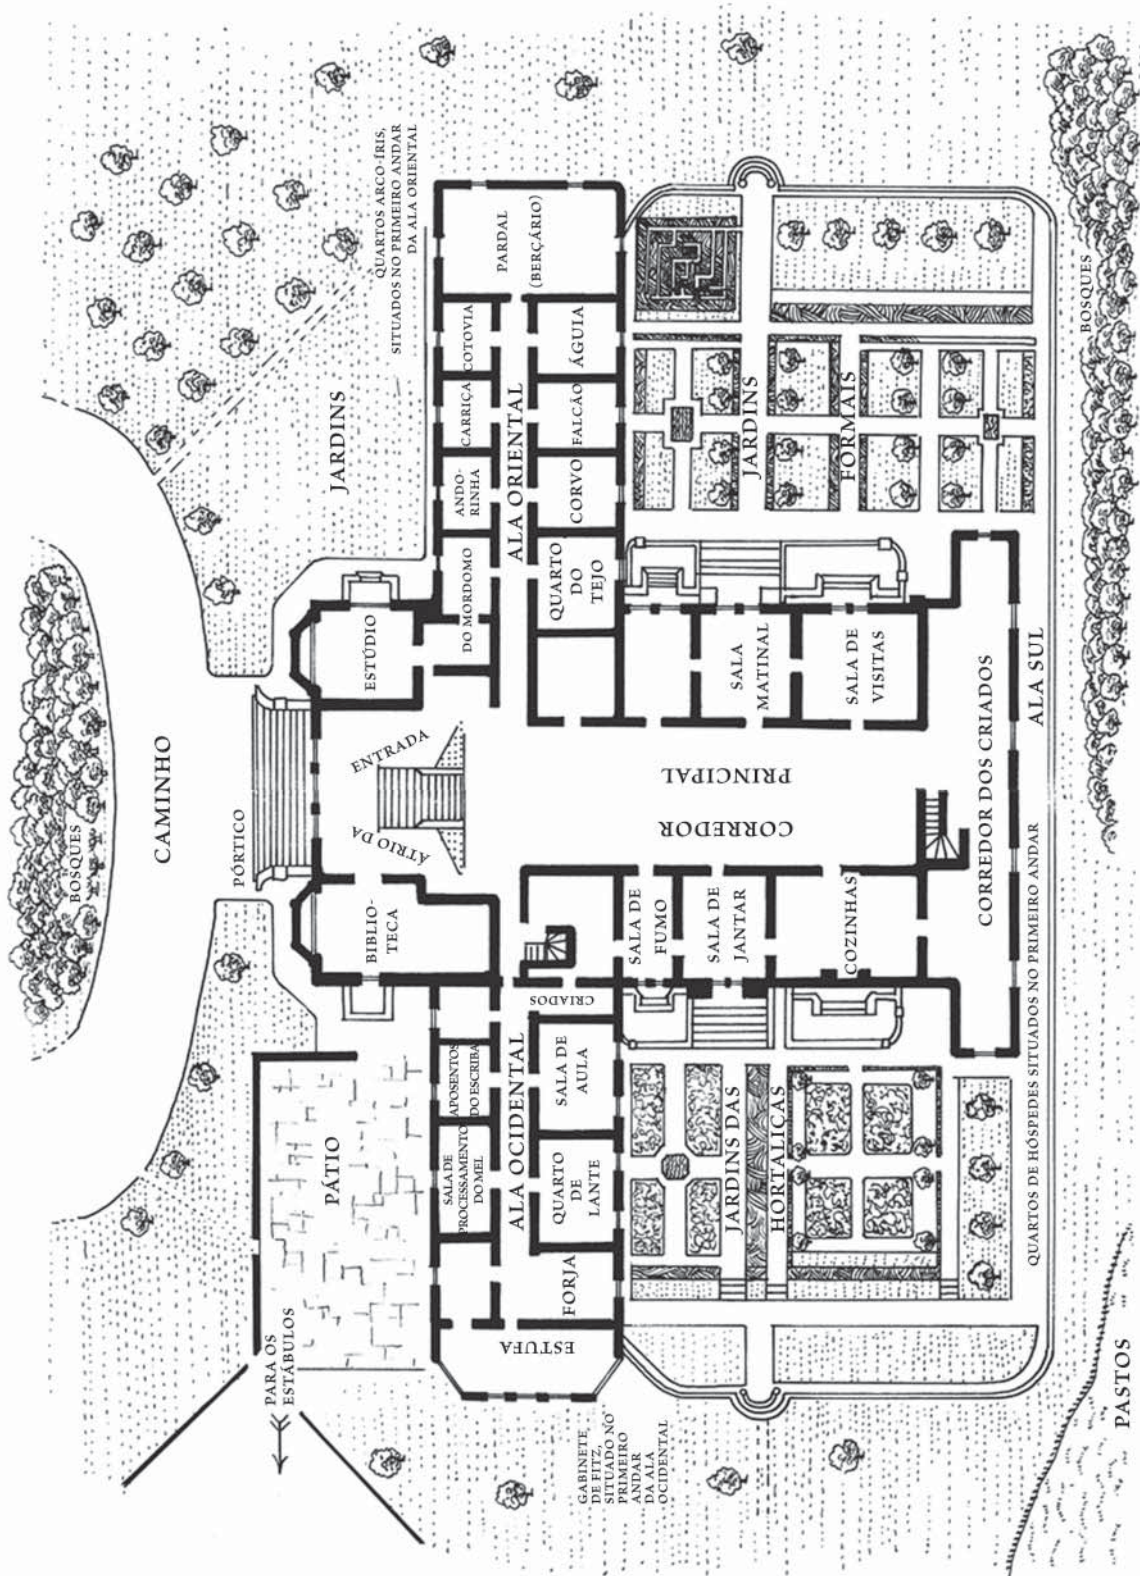 BOSQUES
CAMINHO
PÓRTICO
PARA OS
ESTÁBULOS
PÁTIO
JARDINS
QUARTOS ARCO-ÍRIS,
SITUADOS NO PRIMEIRO ANDAR
DA ALA ORIENTAL
BIBLIO-
TECA
ÁTRIO DA
ENTRADA
ESTÚDIO
DO MORDOMO
ANDO-
RINHA
CARRIÇA
COTOVIA
PARDAL
(BERÇÁRIO)
ALA ORIENTAL
QUARTO
DO
TEJO
CORVO
FALCÃO
ÁGUIA
ESTUFA
SALA DE
PROCESSAMENTO
DO MEL
APOSENTOS
DO ESCRIBA
ALA OCIDENTAL
FORJA
QUARTO
DE
LANTE
SALA DE
AULA
CRIADOS
GABINETE
DE FITZ,
SITUADO NO
PRIMEIRO
ANDAR
DA ALA
OCIDENTAL
SALA DE
FUMO
SALA DE
JANTAR
COZINHAS
CORREDOR
PRINCIPAL
SALA
MATINAL
SALA DE
VISITAS
JARDINS DAS
HORTALIÇAS
JARDINS
FORMAIS
CORREDOR DOS CRIADOS
ALA SUL
QUARTOS DE HÓSPEDES SITUADOS NO PRIMEIRO ANDAR
BOSQUES
PASTOS